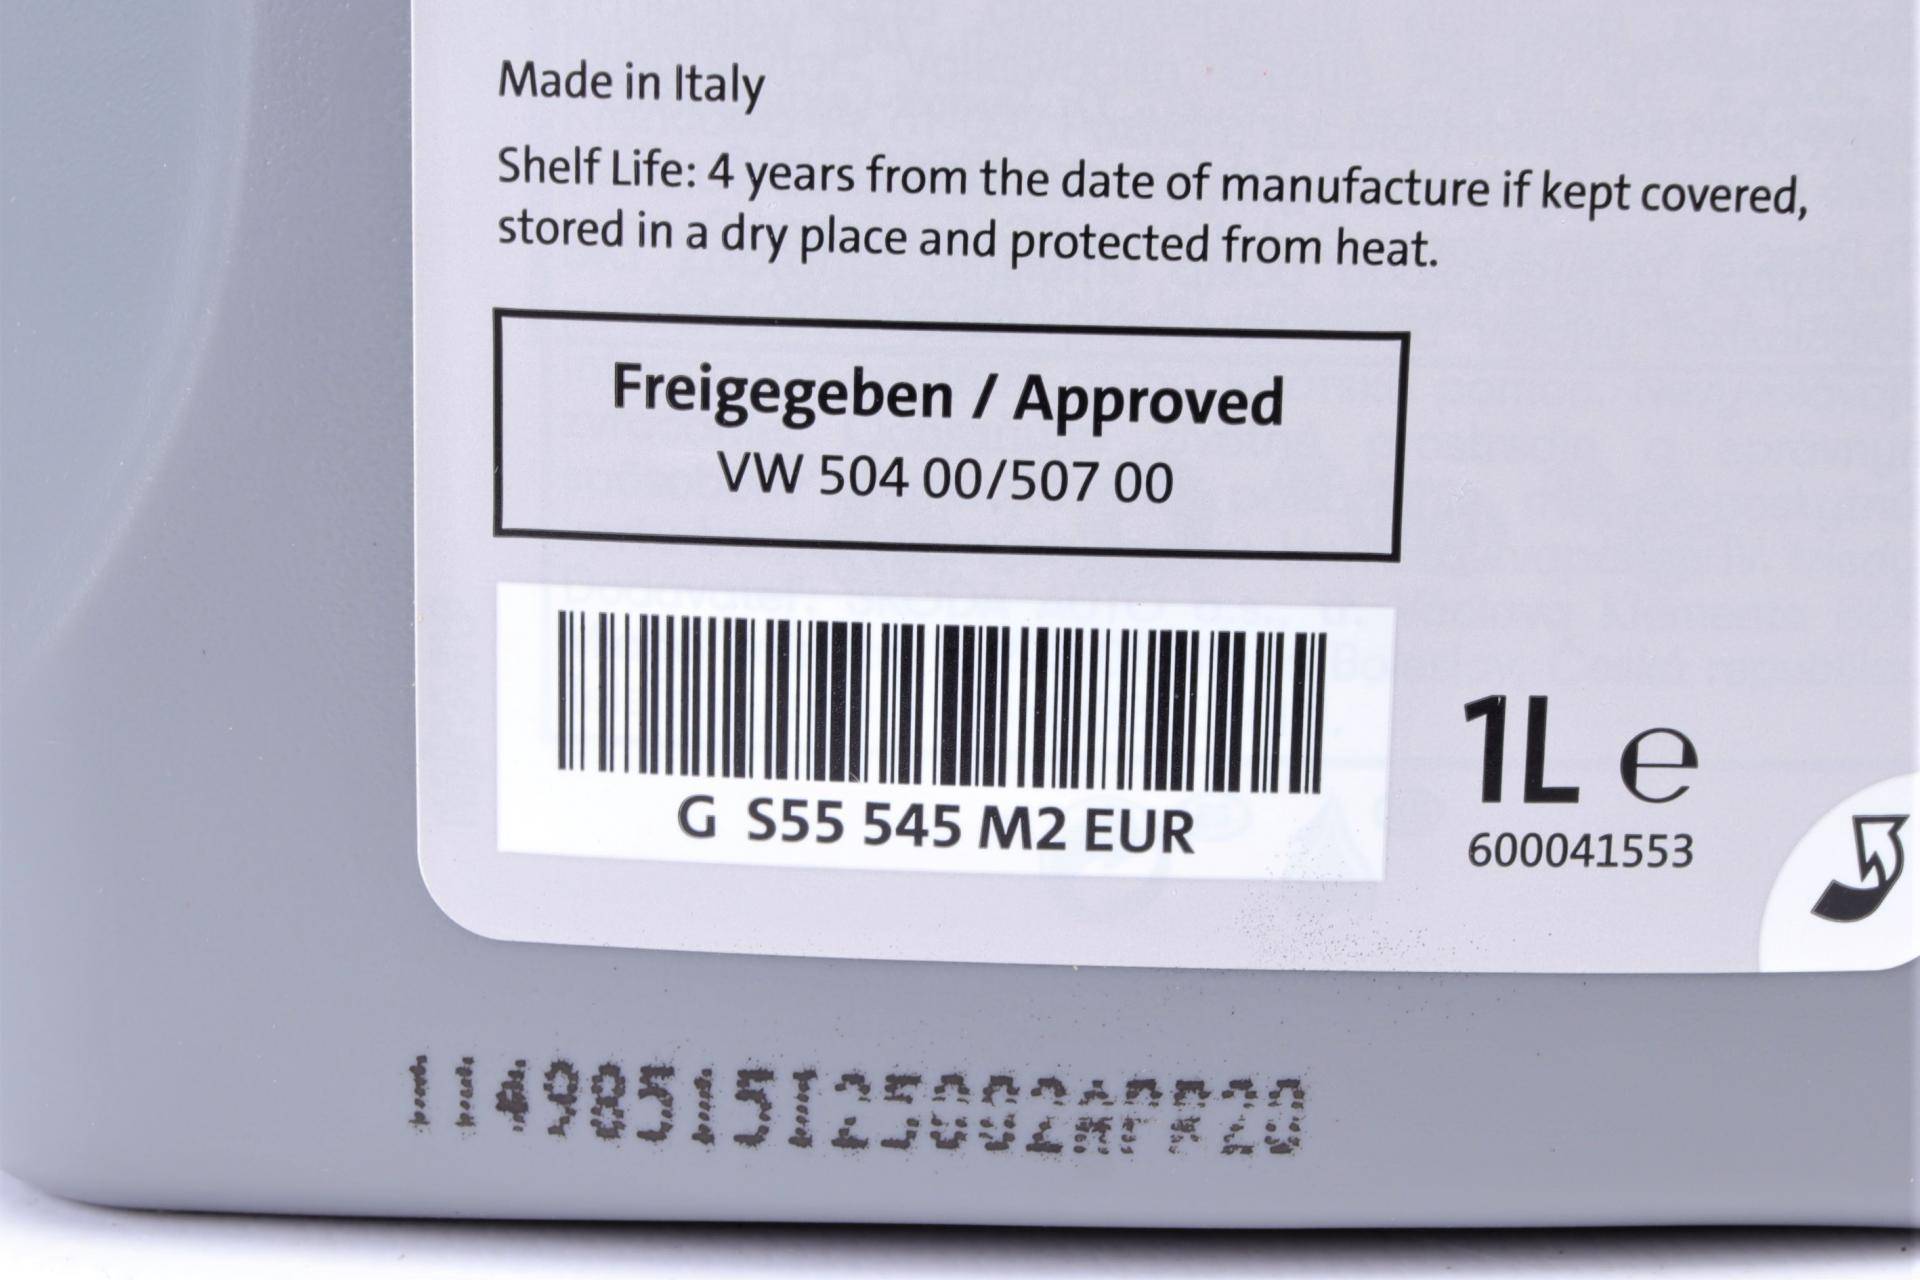 Made in Italy
Shelf Life: 4 years from the date of manufacture if kept covered,
stored in a dry place and protected from heat.
Freigegeben / Approved
VW 504 00/507 00
G S55 545 M2 EUR
1L e
600041553